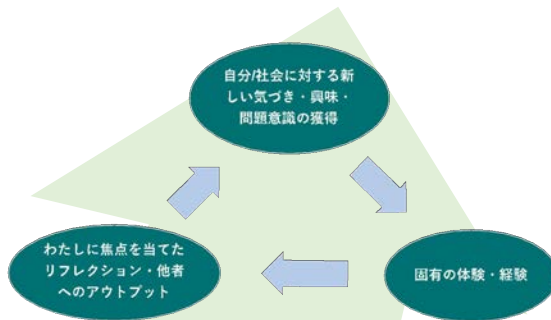 自分/社会に対する新
しい気づき・興味・
問題意識の獲得
わたしに焦点を当てた
リフレクション・他者
へのアウトプット
固有の体験・経験